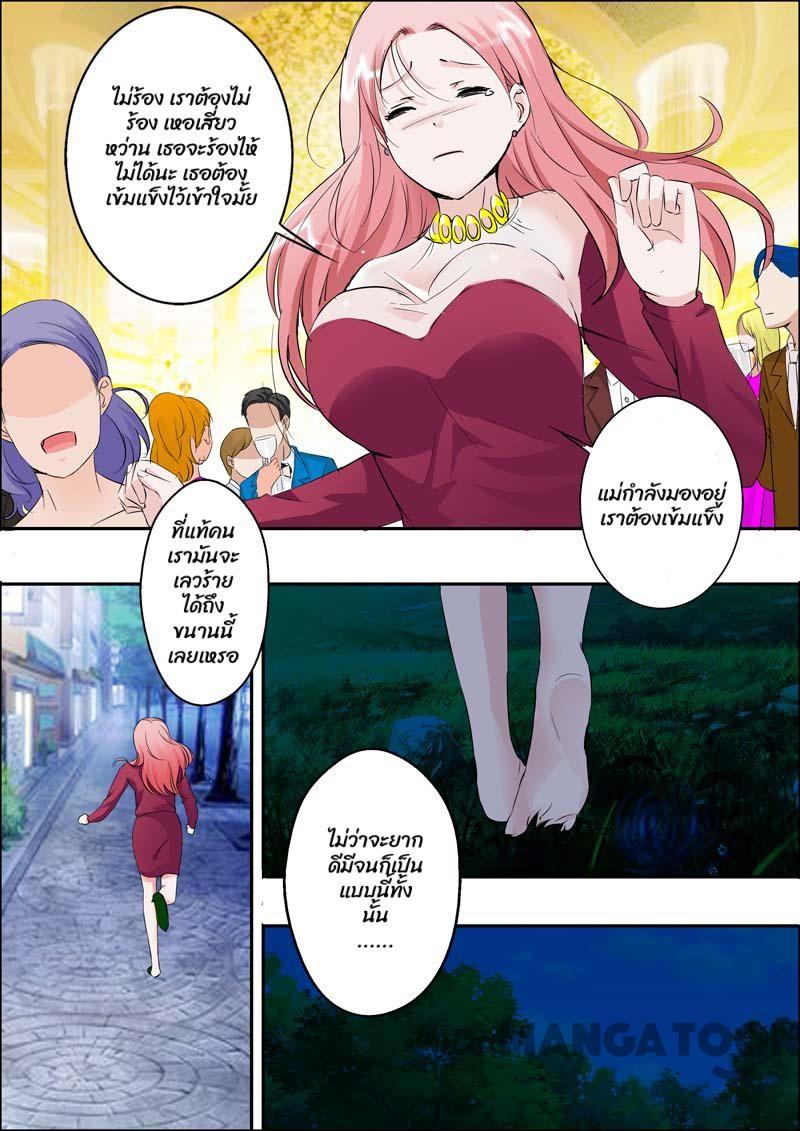 ไม่ร้อง เราต้องไม่
ร้อง เหอเสี่ยว
หว่าน เธอจะร้องไห้
ไม่ได้นะ เธอต้อง
เข้มแข็งไว้เข้าใจมั้ย
แม่กำลังมองอยู่
เราต้องเข้มแข็ง
ที่แท้คน
เรามันจะ
เลวร้าย
ได้ถึง
ขนานนี้
เลยเหรอ
ไม่ว่าจะยาก
ดีมีจนก็เป็น
แบบนี้ทั้ง
นั้น
......
MANGATOON